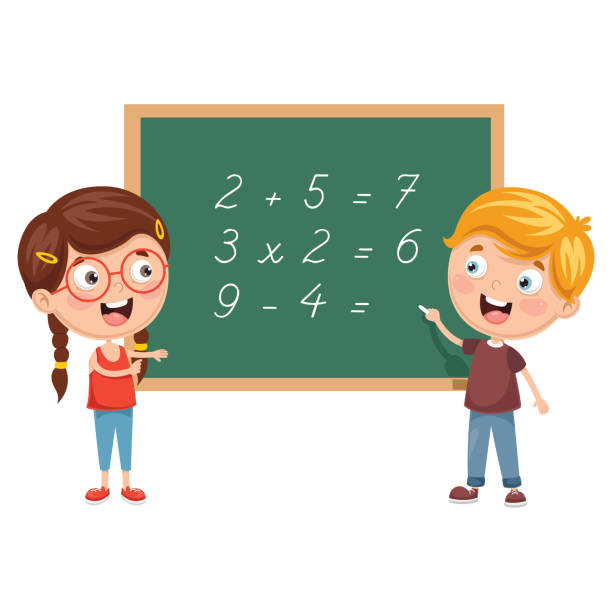 2 + 5 = 7
3 x 2 = 6
9 - 4 =